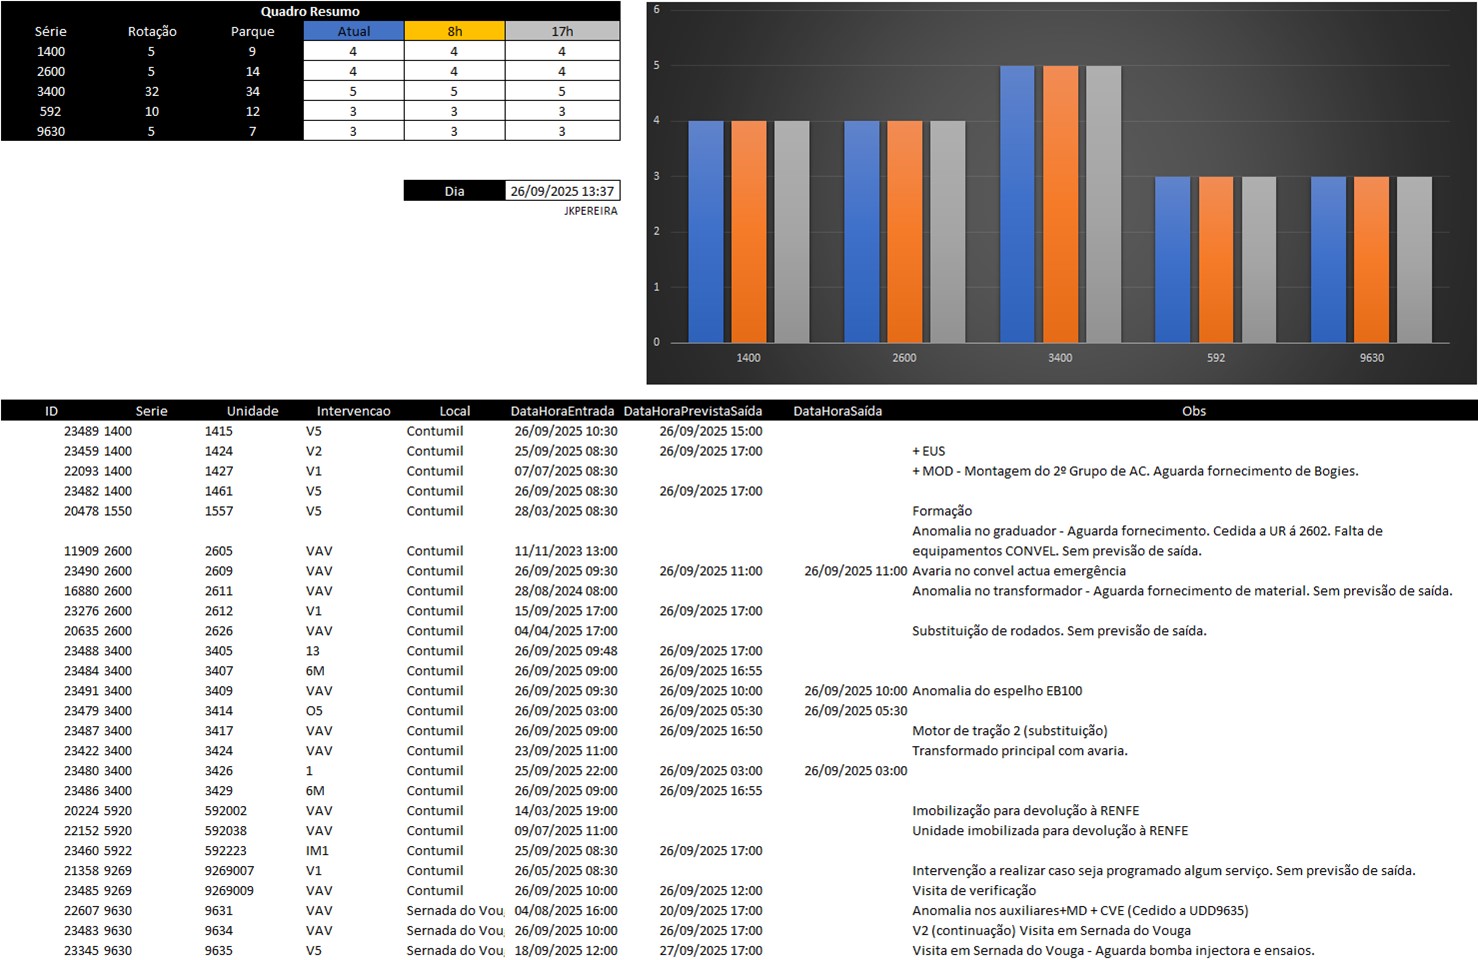 Quadro Resumo
Série Rotação Parque Atual 8h 17h
1400 5 9 4 4 4
2600 5 14 4 4 4
3400 32 34 5 5 5
592 10 12 3 3 3
9630 5 7 3 3 3
Dia 26/09/2025 13:37
JKPEREIRA
6
5
4
3
2
1
0
1400 2600 3400 592 9630
ID Serie Unidade Intervencao Local DataHoraEntrada DataHoraPrevistaSaída DataHoraSaída Obs
23489 1400 1415 V5 Contumil 26/09/2025 10:30 26/09/2025 15:00
23459 1400 1424 V2 Contumil 25/09/2025 08:30 26/09/2025 17:00 + EUS
22093 1400 1427 V1 Contumil 07/07/2025 08:30 + MOD - Montagem do 2º Grupo de AC. Aguarda fornecimento de Bogies.
23482 1400 1461 V5 Contumil 26/09/2025 08:30 26/09/2025 17:00
20478 1550 1557 V5 Contumil 28/03/2025 08:30 Formação
Anomalia no graduador - Aguarda fornecimento. Cedida a UR á 2602. Falta de
11909 2600 2605 VAV Contumil 11/11/2023 13:00 equipamentos CONVEL. Sem previsão de saída.
23490 2600 2609 VAV Contumil 26/09/2025 09:30 26/09/2025 11:00 26/09/2025 11:00 Avaria no convel actua emergência
16880 2600 2611 VAV Contumil 28/08/2024 08:00 Anomalia no transformador - Aguarda fornecimento de material. Sem previsão de saída.
23276 2600 2612 V1 Contumil 15/09/2025 17:00 26/09/2025 17:00
20635 2600 2626 VAV Contumil 04/04/2025 17:00 Substituição de rodados. Sem previsão de saída.
23488 3400 3405 13 Contumil 26/09/2025 09:48 26/09/2025 17:00
23484 3400 3407 6M Contumil 26/09/2025 09:00 26/09/2025 16:55
23491 3400 3409 VAV Contumil 26/09/2025 09:30 26/09/2025 10:00 26/09/2025 10:00 Anomalia do espelho EB100
23479 3400 3414 O5 Contumil 26/09/2025 03:00 26/09/2025 05:30 26/09/2025 05:30
23487 3400 3417 VAV Contumil 26/09/2025 09:00 26/09/2025 16:50 Motor de tração 2 (substituição)
23422 3400 3424 VAV Contumil 23/09/2025 11:00 Transformado principal com avaria.
23480 3400 3426 1 Contumil 25/09/2025 22:00 26/09/2025 03:00 26/09/2025 03:00
23486 3400 3429 6M Contumil 26/09/2025 09:00 26/09/2025 16:55
20224 5920 592002 VAV Contumil 14/03/2025 19:00 Imobilização para devolução à RENFE
22152 5920 592038 VAV Contumil 09/07/2025 11:00 Unidade imobilizada para devolução à RENFE
23460 5922 592223 IM1 Contumil 25/09/2025 08:30 26/09/2025 17:00
21358 9269 9269007 V1 Contumil 26/05/2025 08:30 Intervenção a realizar caso seja programado algum serviço. Sem previsão de saída.
23485 9269 9269009 VAV Contumil 26/09/2025 10:00 26/09/2025 12:00 Visita de verificação
22607 9630 9631 VAV Sernada do Voug 04/08/2025 16:00 20/09/2025 17:00 Anomalia nos auxiliares+MD + CVE (Cedido a UDD9635)
23483 9630 9634 VAV Sernada do Voug 26/09/2025 10:00 26/09/2025 17:00 V2 (continuação) Visita em Sernada do Vouga
23345 9630 9635 V5 Sernada do Voug 18/09/2025 12:00 27/09/2025 17:00 Visita em Sernada do Vouga - Aguarda bomba injectora e ensaios.